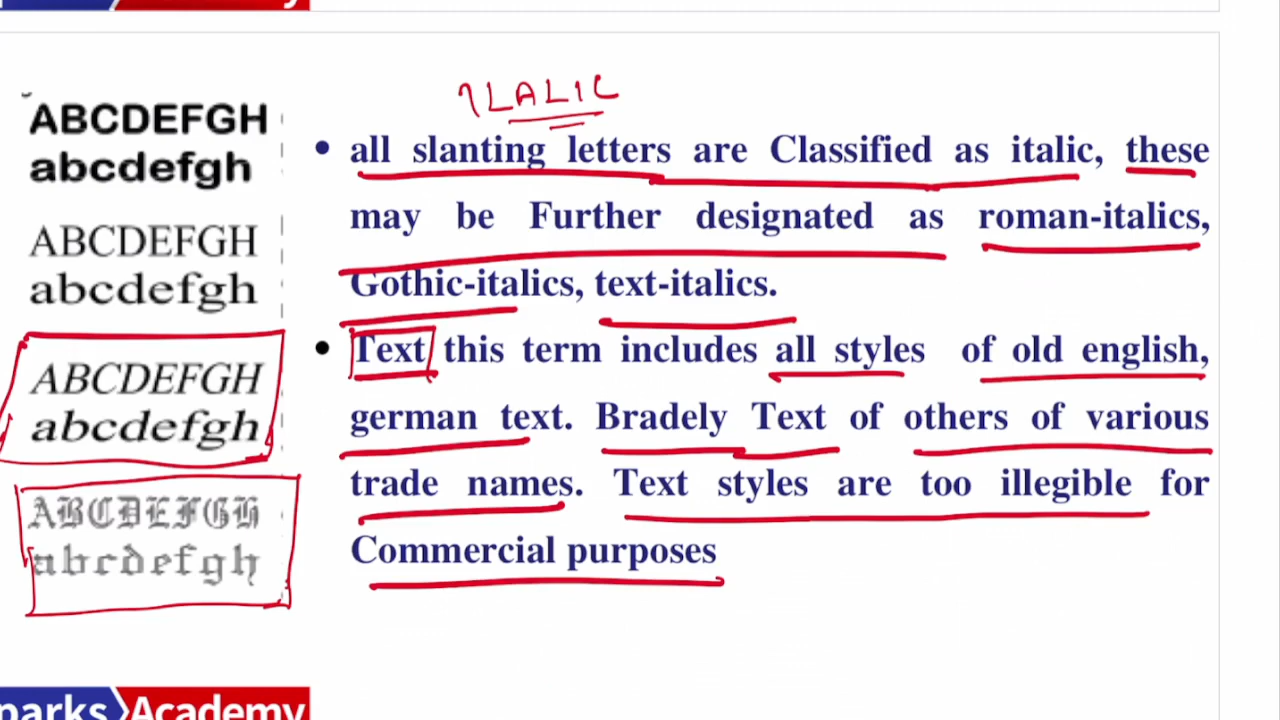 ABCDEFGH
abcdefgh
ABCDEFGH
abcdefgh
ABCDEFGH
abcdefgh
ABCDEFGH
abcdefgh
• all slanting letters are Classified as italic, these
may be Further designated as roman-italics,
Gothic-italics, text-italics.
• Text this term includes all styles of old english,
german text. Bradely Text of others of various
trade names. Text styles are too illegible for
Commercial purposes
parks Academy